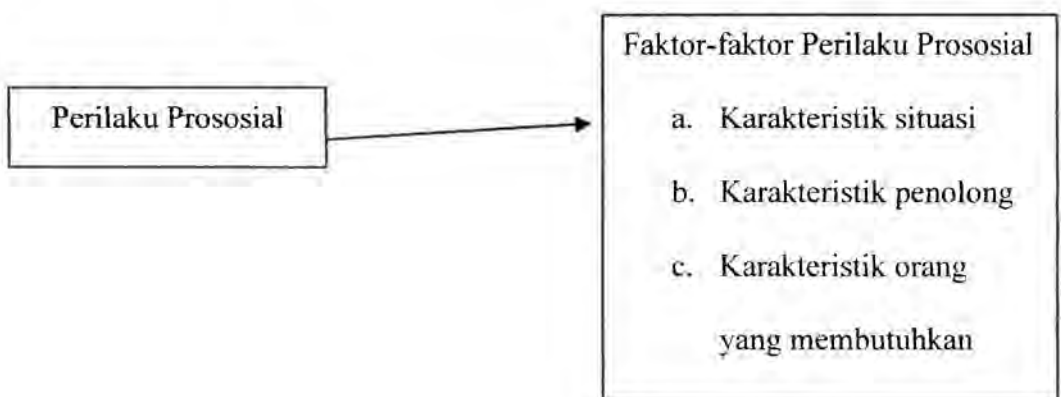 Perilaku Prososial
Faktor-faktor Perilaku Prososial
a. Karakteristik situasi
b. Karakteristik penolong
c. Karakteristik orang
yang membutuhkan